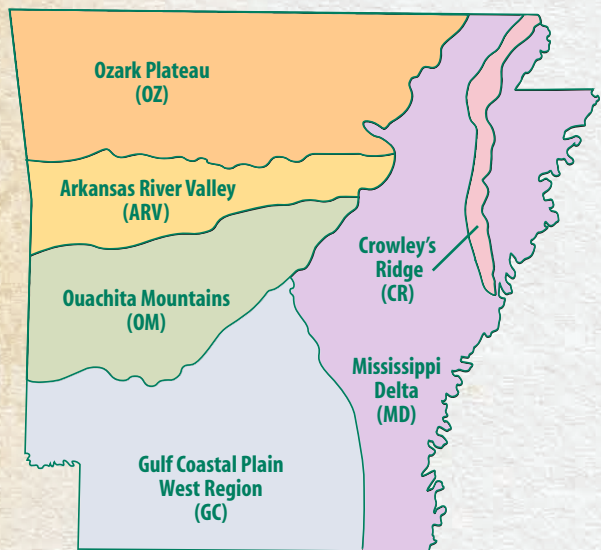 Ozark Plateau
(OZ)
Arkansas River Valley
(ARV)
Crowley's
Ridge
(CR)
Ouachita Mountains
(OM)
Mississippi
Delta
(MD)
Gulf Coastal Plain
West Region
(GC)